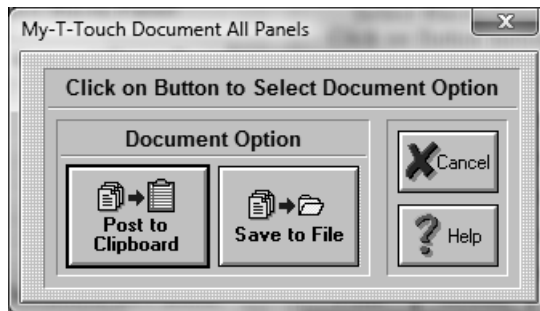 My-T-Touch Document All Panels
Click on Button to Select Document Option
Document Option
Post to
Clipboard
Save to File
Cancel
Help